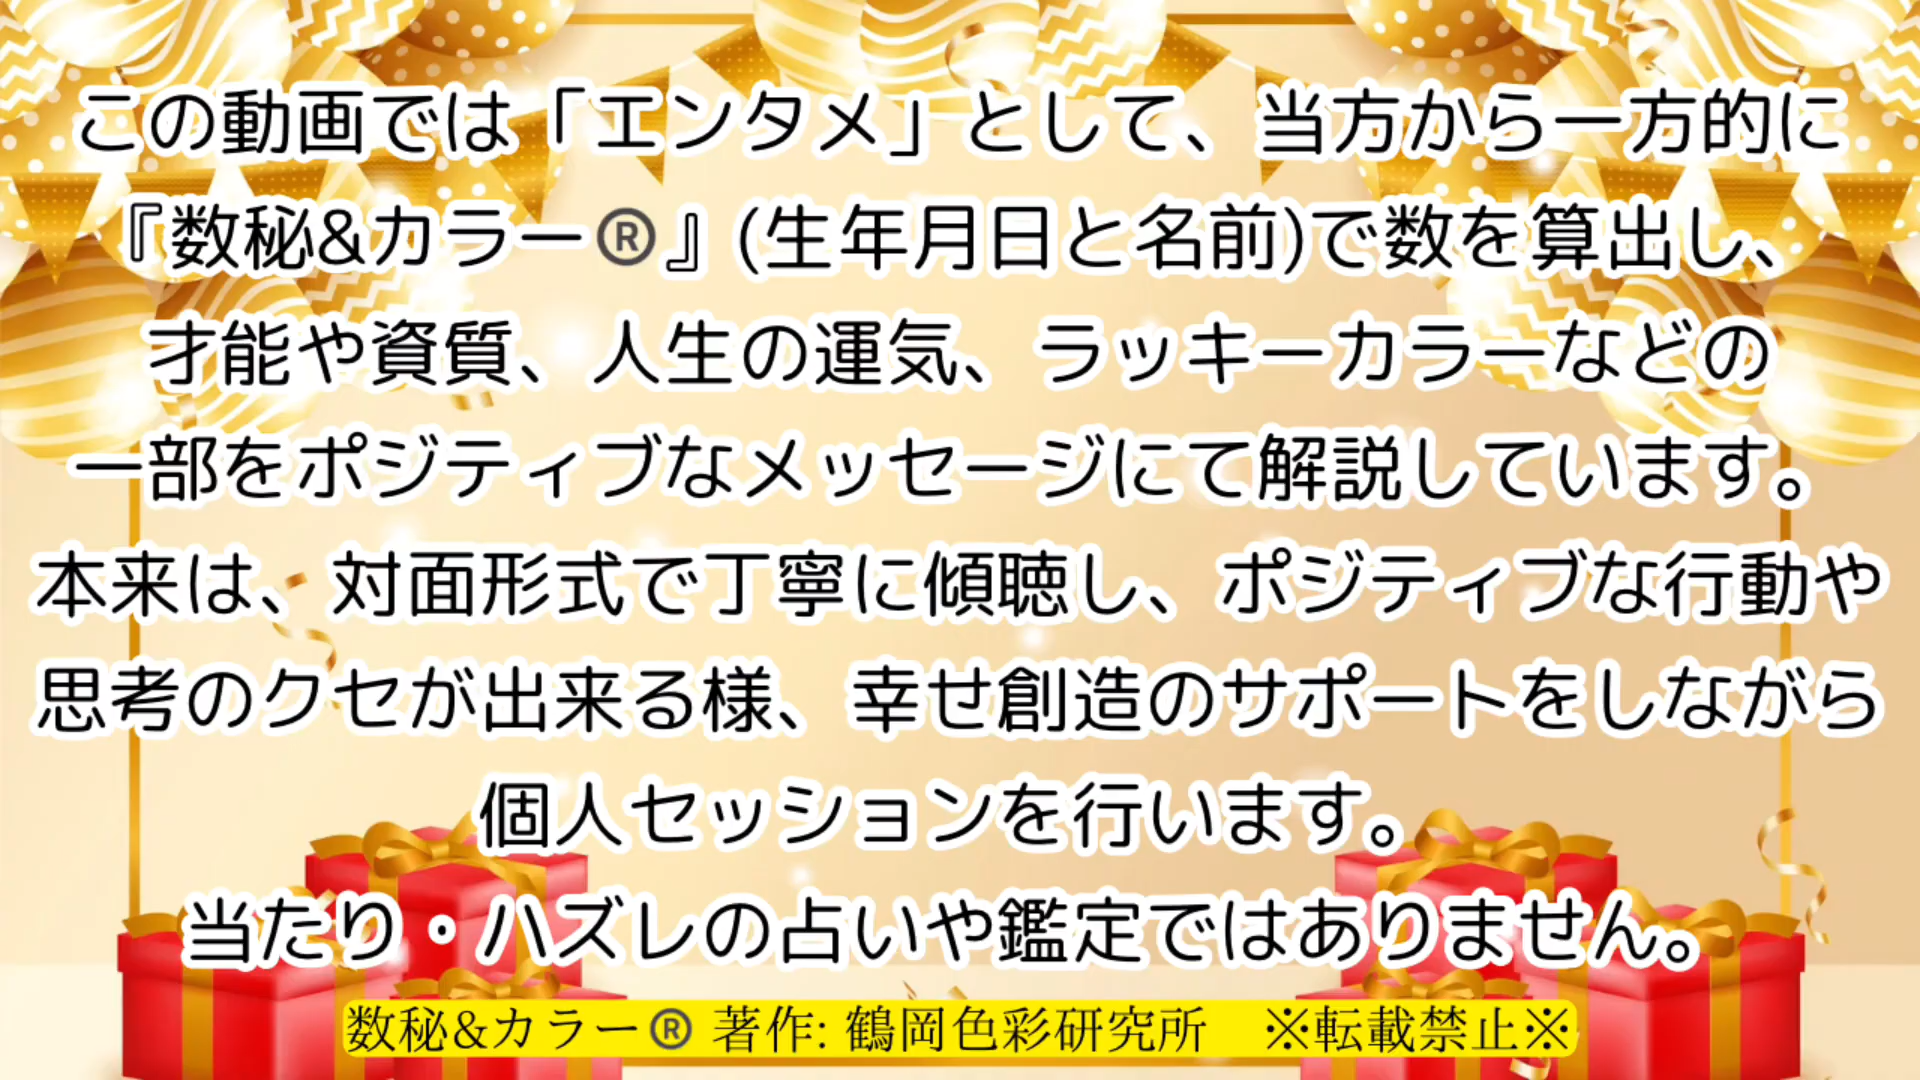 この動画では「エンタメ」として、当方から一方的に
『数秘&カラー®』(生年月日と名前)で数を算出し、
才能や資質、人生の運気、ラッキーカラーなどの
一部をポジティブなメッセージにて解説しています。
本来は、対面形式で丁寧に傾聴し、ポジティブな行動や
思考のクセが出来る様、幸せ創造のサポートをしながら
個人セッションを行います。
当たり・ハズレの占いや鑑定ではありません。
数秘&カラー® 著作: 鶴岡色彩研究所　※転載禁止※